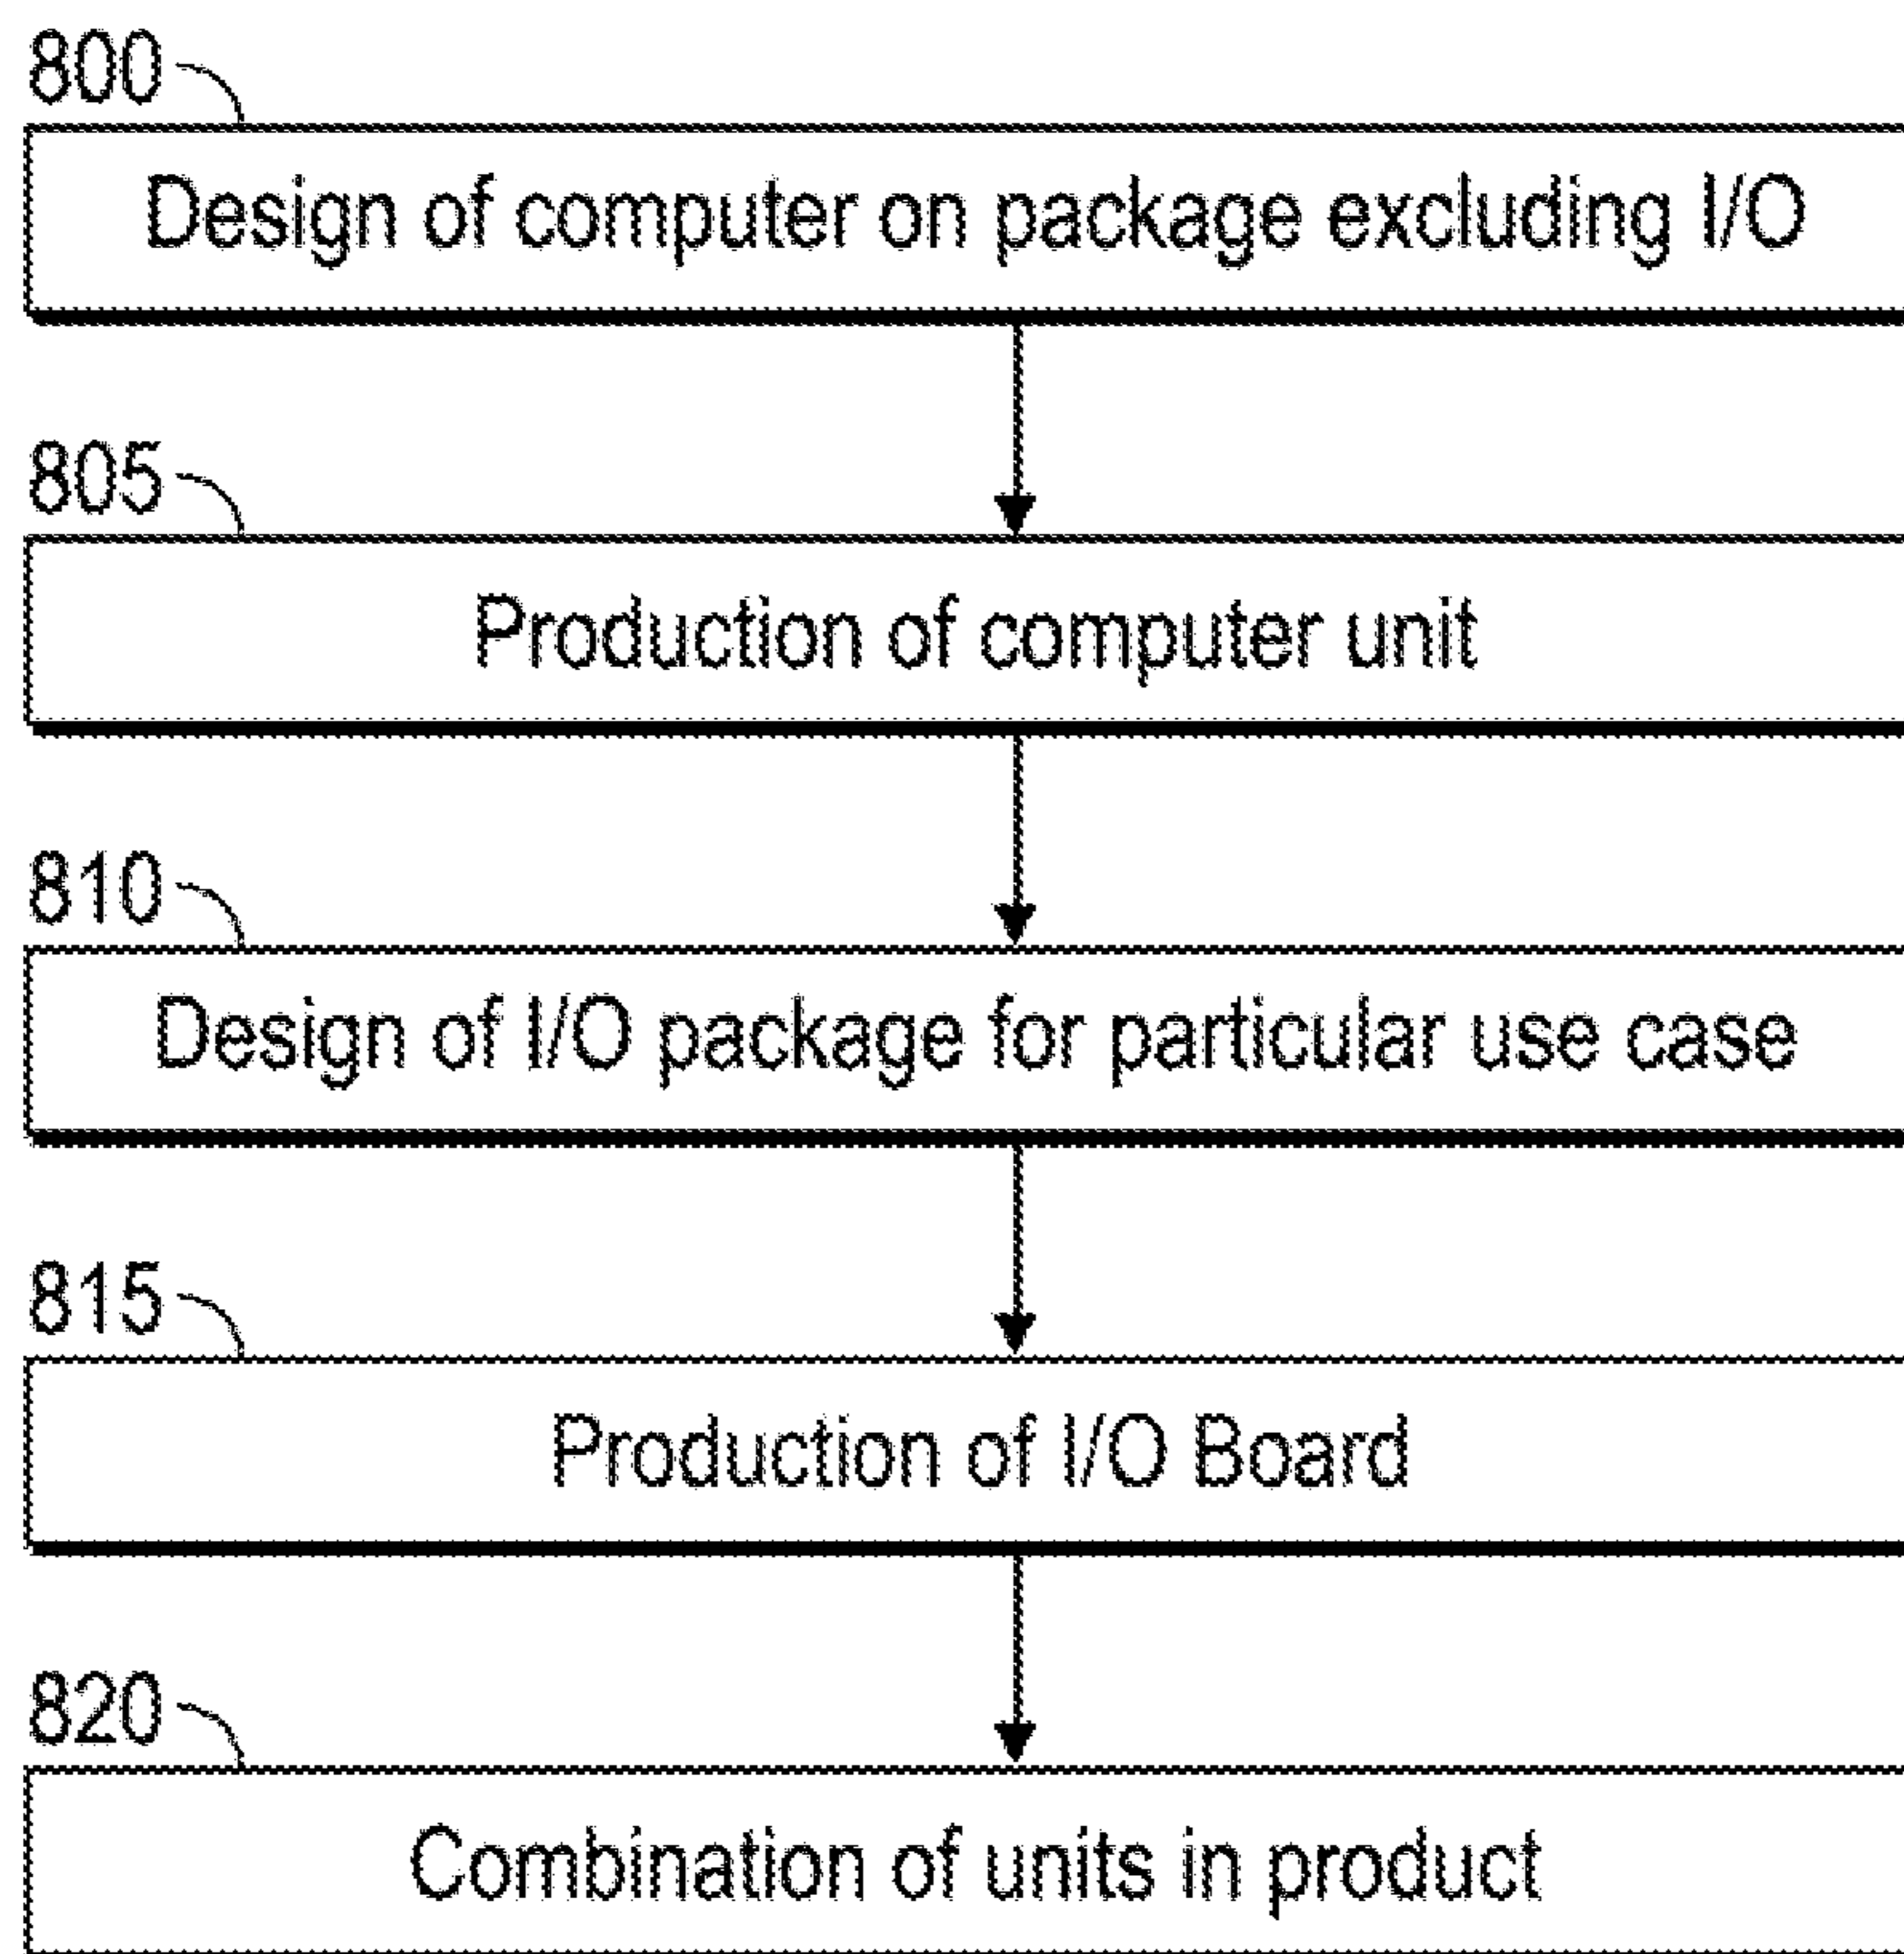 800
Design of computer on package excluding I/O
805
Production of computer unit
810
Design of I/O package for particular use case
815
Production of I/O Board
820
Combination of units in product